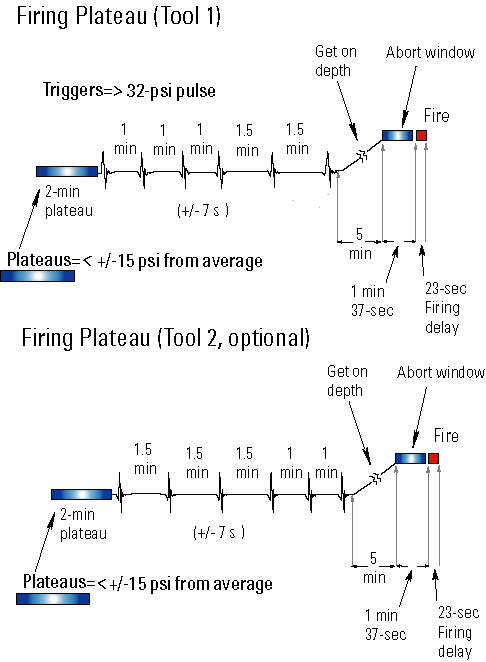 Firing Plateau (Tool 1)
Get on
depth
Abort window
Triggers=> 32-psi pulse
Fire
1
min
1
min
1
min
1.5
min
1.5
min
2-min
plateau
(+/- 7 s )
5
min
Plateaus=< +/-15 psi from average
1 min
37-sec
23-sec
Firing
delay
Firing Plateau (Tool 2, optional)
Get on
depth
Abort window
Fire
1.5
min
1.5
min
1.5
min
1
min
1
min
2-min
plateau
(+/- 7 s )
5
min
Plateaus=< +/-15 psi from average
1 min
37-sec
23-sec
Firing
delay